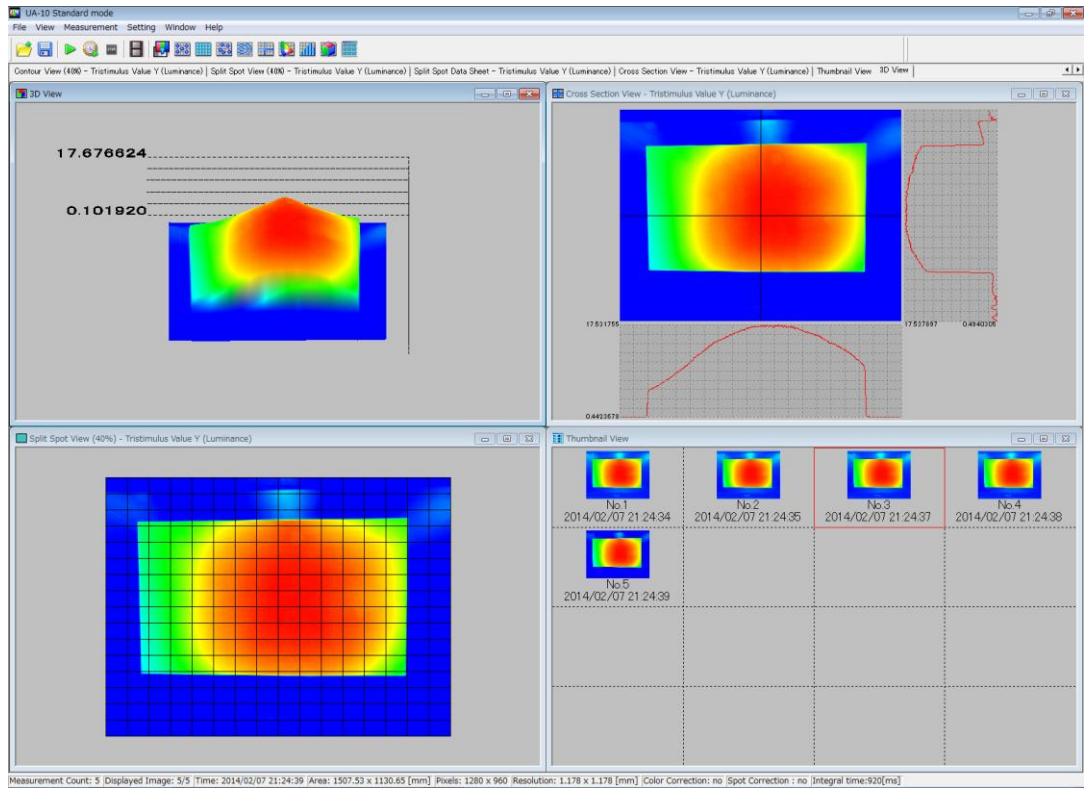 UA-10 Standard mode
File View Measurement Setting Window Help
Contour View (40%) - Tristimulus Value Y (Luminance) | Split Spot View (40%) - Tristimulus Value Y (Luminance) | Split Spot Data Sheet - Tristimulus Value Y (Luminance) | Cross Section View - Tristimulus Value Y (Luminance) | Thumbnail View 3D View
3D View
17.676624
0.101920
Cross Section View - Tristimulus Value Y (Luminance)
17.531755
17.537897 0.4940305
0.4423578
Split Spot View (40%) - Tristimulus Value Y (Luminance)
Thumbnail View
No.1 No.2 No.3 No.4
2014/02/07 21:24:34 2014/02/07 21:24:35 2014/02/07 21:24:37 2014/02/07 21:24:38
No.5
2014/02/07 21:24:39
Measurement Count: 5 Displayed Image: 5/5 Time: 2014/02/07 21:24:39 Area: 1507.53 x 1130.65 [mm] Pixels: 1280 x 960 Resolution: 1.178 x 1.178 [mm] Color Correction: no Spot Correction : no Integral time:920[ms]